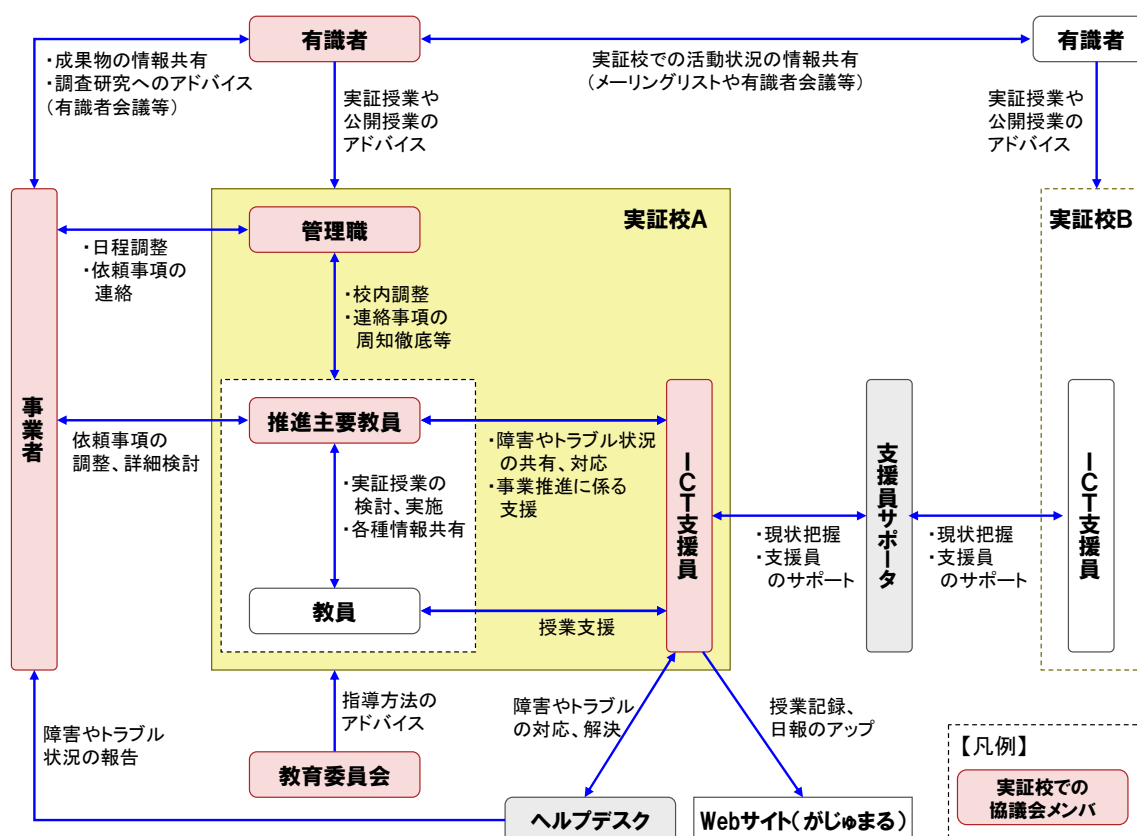 有識者
有識者
・成果物の情報共有
・調査研究へのアドバイス
（有識者会議等）
実証校での活動状況の情報共有
（メーリングリストや有識者会議等）
実証授業や
公開授業の
アドバイス
実証授業や
公開授業の
アドバイス
事業者
・日程調整
・依頼事項の
連絡
管理職
実証校A
実証校B
・校内調整
・連絡事項の
周知徹底等
依頼事項の
調整、詳細検討
推進主要教員
・障害やトラブル状況
の共有、対応
・事業推進に係る
支援
・実証授業の
検討、実施
・各種情報共有
教員
授業支援
ICT支援員
・現状把握
・支援員
のサポート
支援員サポータ
・現状把握
・支援員
のサポート
ICT支援員
障害やトラブル
状況の報告
指導方法の
アドバイス
教育委員会
障害やトラブル
の対応、解決
授業記録、
日報のアップ
ヘルプデスク
Webサイト（がじゅまる）
【凡例】
実証校での
協議会メンバ